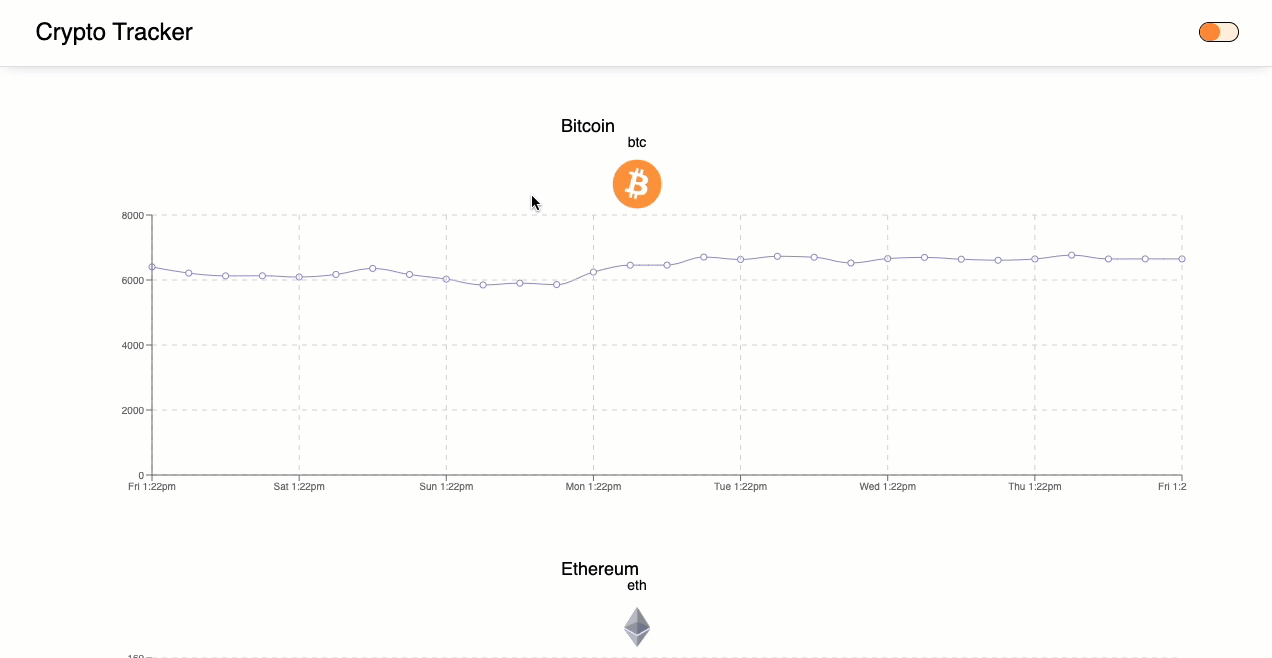 Crypto Tracker
Bitcoin
btc
8000
6000
4000
2000
0
Fri 1:22pm Sat 1:22pm Sun 1:22pm Mon 1:22pm Tue 1:22pm Wed 1:22pm Thu 1:22pm Fri 1:2
Ethereum
eth
160